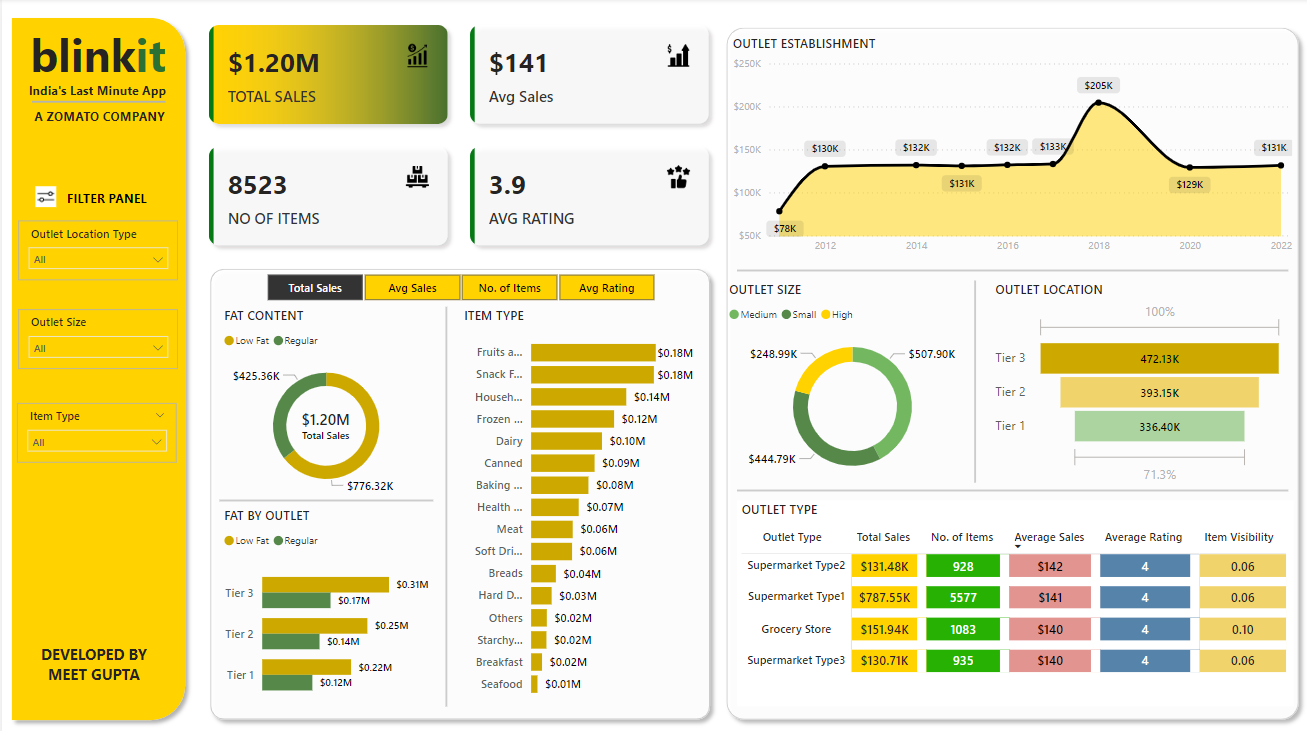 blinkit
India's Last Minute App
A ZOMATO COMPANY
FILTER PANEL
Outlet Location Type
All
Outlet Size
All
Item Type
All
DEVELOPED BY
MEET GUPTA
$1.20M
TOTAL SALES
$141
Avg Sales
8523
NO OF ITEMS
3.9
AVG RATING
Total Sales Avg Sales No. of Items Avg Rating
FAT CONTENT
Low Fat Regular
$425.36K
$1.20M
Total Sales
$776.32K
FAT BY OUTLET
Low Fat Regular
Tier 3 $0.31M
$0.17M
Tier 2 $0.25M
$0.14M
Tier 1 $0.22M
$0.12M
ITEM TYPE
Fruits a... $0.18M
Snack F... $0.18M
Househ... $0.14M
Frozen ... $0.12M
Dairy $0.10M
Canned $0.09M
Baking ... $0.08M
Health ... $0.07M
Meat $0.06M
Soft Dri... $0.06M
Breads $0.04M
Hard D... $0.03M
Others $0.02M
Starchy... $0.02M
Breakfast $0.02M
Seafood $0.01M
OUTLET ESTABLISHMENT
$250K
$200K
$150K
$100K
$50K
$78K
$130K
$132K
$131K
$132K
$133K
$205K
$129K
$131K
2012 2014 2016 2018 2020 2022
OUTLET SIZE
Medium Small High
$248.99K
$507.90K
$444.79K
OUTLET LOCATION
100%
Tier 3 472.13K
Tier 2 393.15K
Tier 1 336.40K
71.3%
OUTLET TYPE
Outlet Type Total Sales No. of Items Average Sales Average Rating Item Visibility
Supermarket Type2 $131.48K 928 $142 4 0.06
Supermarket Type1 $787.55K 5577 $141 4 0.06
Grocery Store $151.94K 1083 $140 4 0.10
Supermarket Type3 $130.71K 935 $140 4 0.06